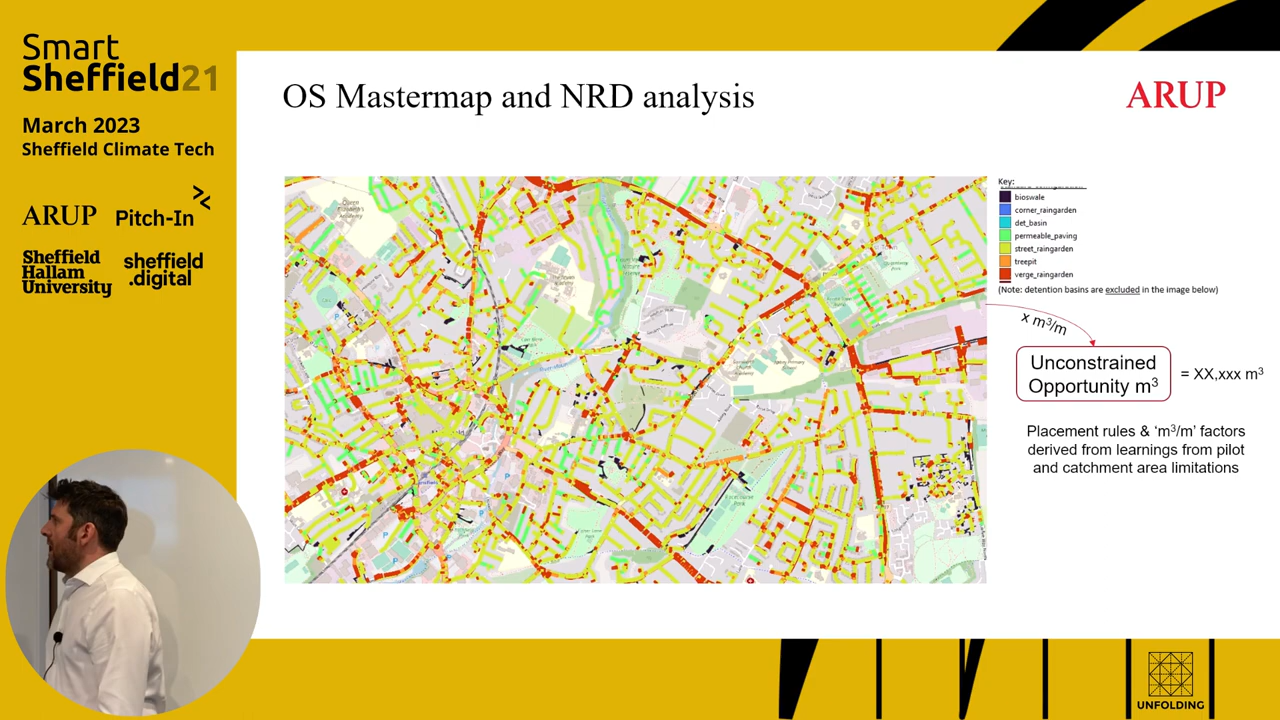 Smart
Sheffield21
March 2023
Sheffield Climate Tech
ARUP
Pitch-In
Sheffield
Hallam
University
sheffield
.digital
OS Mastermap and NRD analysis
ARUP
Key:
bioswale
corner_raingarden
det_basin
permeable_paving
street_raingarden
treepit
verge_raingarden
(Note: detention basins are excluded in the image below)
x m³/m
Unconstrained
Opportunity m³
= XX,xxx m³
Placement rules & ‘m³/m’ factors
derived from learnings from pilot
and catchment area limitations
UNFOLDING